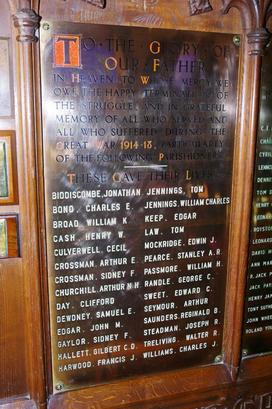 TO THE GLORY OF
OUR FATHER
IN HEAVEN TO WHOSE MERCY WE
OWE THE HAPPY TERMINATION OF
THE STRUGGLE, AND IN GRATEFUL
MEMORY OF ALL WHO SERVED AND
ALL WHO SUFFERED DURING THE
GREAT WAR 1914-18, PARTICULARLY
OF THE FOLLOWING PARISHIONERS
THESE GAVE THEIR LIVES
BIDDISCOMBE, JONATHAN. JENNINGS, TOM
BOND, CHARLES E. JENNINGS, WILLIAM CHARLES
BROAD, WILLIAM K. KEEP, EDGAR
CASH, HENRY W. LAW, TOM
CULVERWELL, CECIL. MOCKRIDGE, EDWIN J.
CROSSMAN, ARTHUR E. PEARCE, STANLEY A.R.
CROSSMAN, SIDNEY F. PASSMORE, WILLIAM H.
CHURCHILL, ARTHUR N.H. RANDLE, GEORGE C.
DAY, CLIFFORD SWEET, EDWARD C.
DEWDNEY, SAMUEL E. SEYMOUR, ARTHUR
EDGAR, JOHN M. SAUNDERS, REGINALD B.
GAYLOR, SIDNEY F. STEADMAN, JOSEPH R.
HALLETT, GILBERT C.D. TRELIVING, WALTER R.
HARWOOD, FRANCIS J. WILLIAMS, CHARLES J.